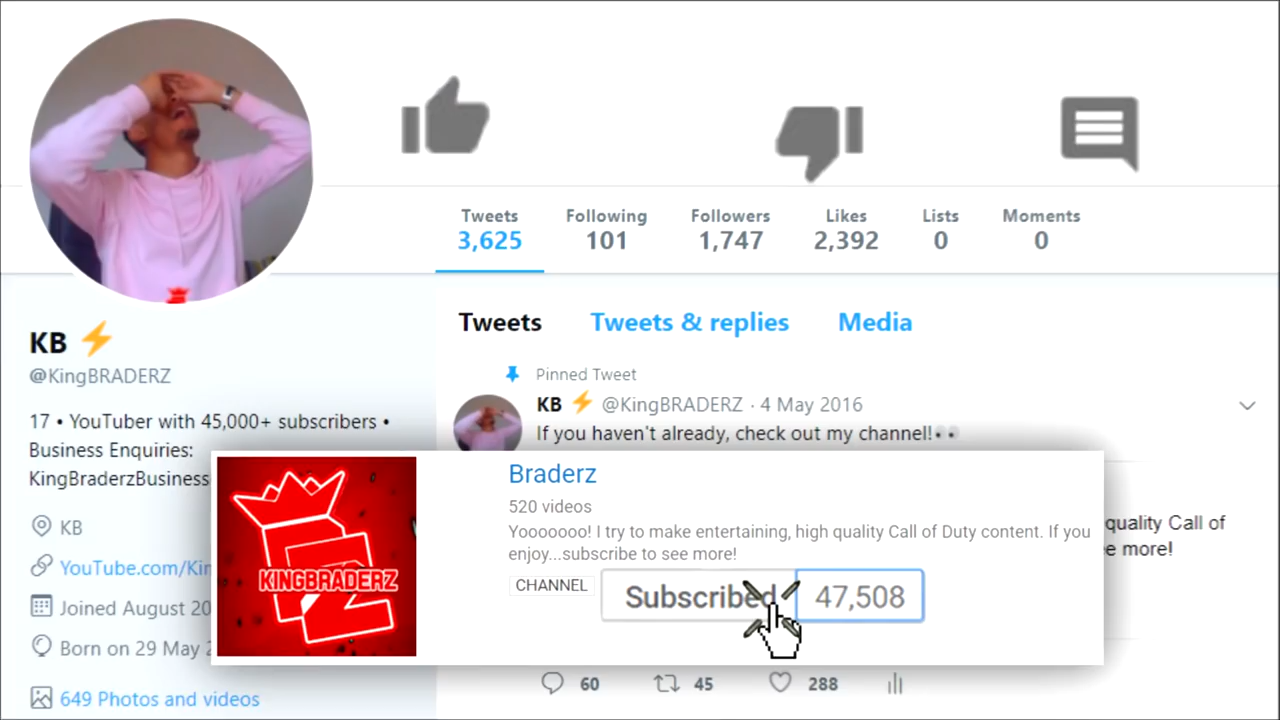 Tweets
3,625
Following
101
Followers
1,747
Likes
2,392
Lists
0
Moments
0
KB ⚡
@KingBRADERZ
17 • YouTuber with 45,000+ subscribers •
Business Enquiries:
KingBraderzBusiness
KB
YouTube.com/Kin
Joined August 20
Born on 29 May 2
649 Photos and videos
Tweets
Tweets & replies
Media
Pinned Tweet
KB ⚡ @KingBRADERZ · 4 May 2016
If you haven't already, check out my channel!👀
quality Call of
e more!
KINGBRADERZ
Braderz
520 videos
Yooooooo! I try to make entertaining, high quality Call of Duty content. If you
enjoy...subscribe to see more!
CHANNEL
Subscribed 47,508
60 45 288